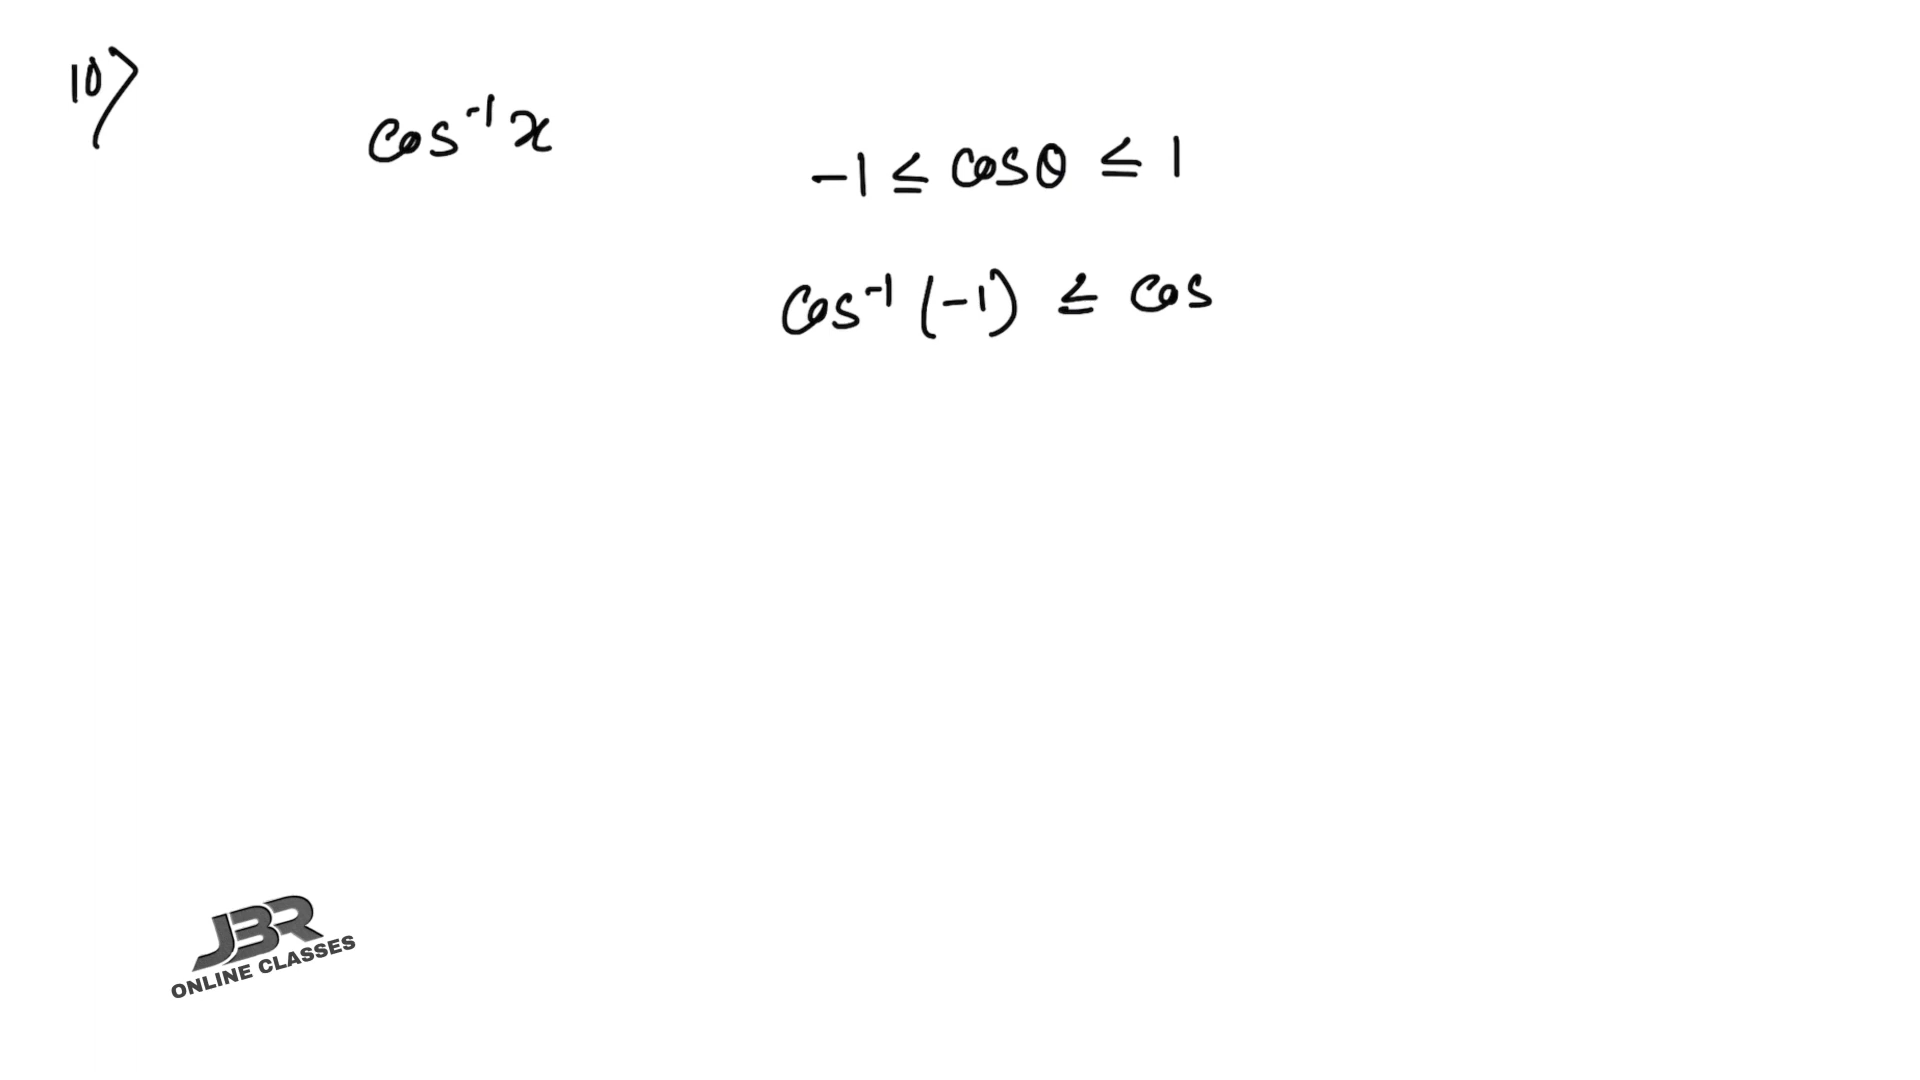 10)
cos⁻¹x
-1 ≤ cosθ ≤ 1
cos⁻¹(-1) ≤ cos
JBR
ONLINE CLASSES